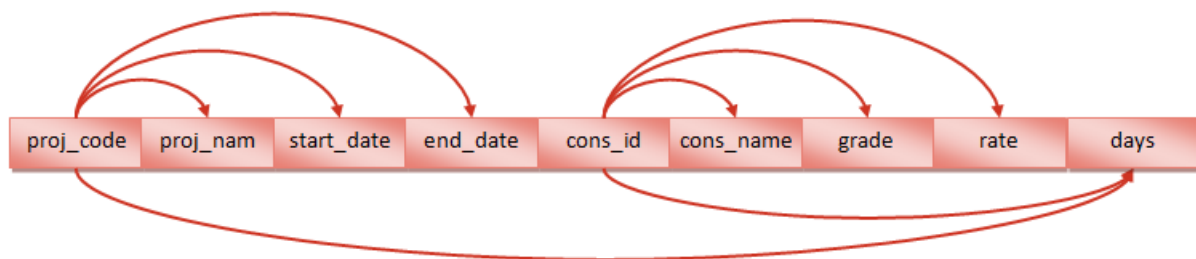 proj_code proj_nam start_date end_date cons_id cons_name grade rate days